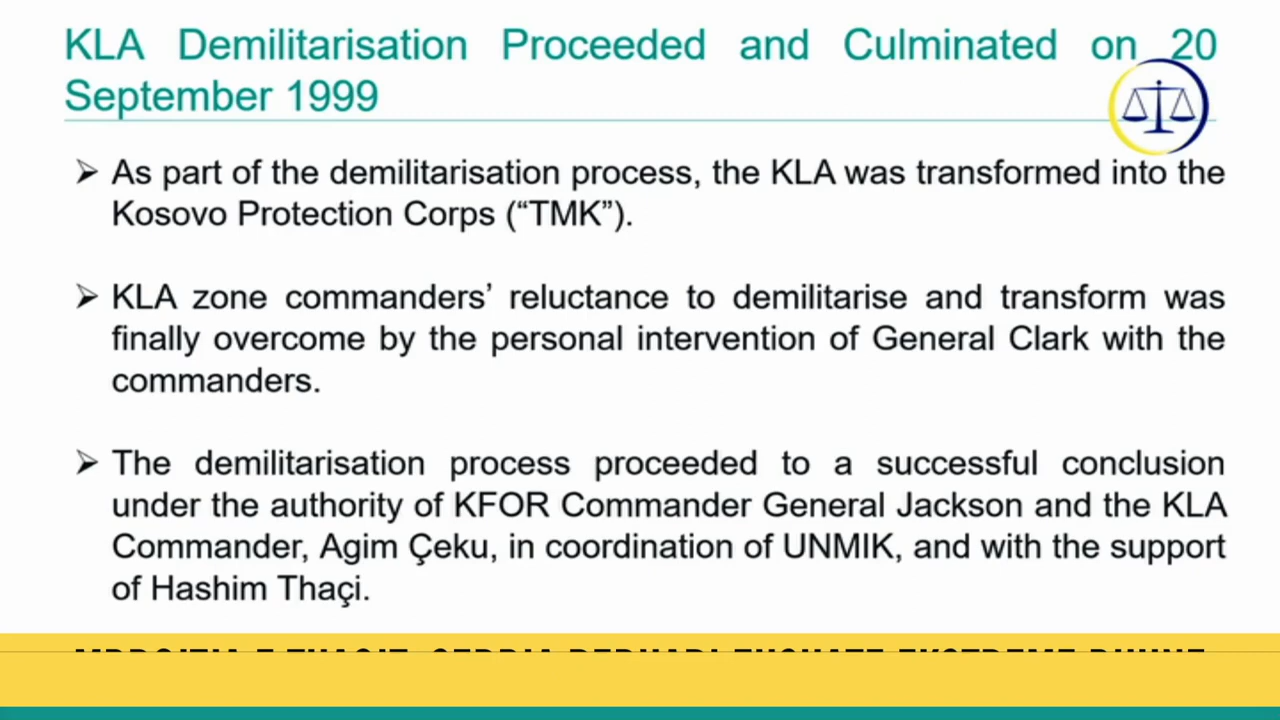 KLA Demilitarisation Proceeded and Culminated on 20
September 1999
➢ As part of the demilitarisation process, the KLA was transformed into the
Kosovo Protection Corps (“TMK”).
➢ KLA zone commanders’ reluctance to demilitarise and transform was
finally overcome by the personal intervention of General Clark with the
commanders.
➢ The demilitarisation process proceeded to a successful conclusion
under the authority of KFOR Commander General Jackson and the KLA
Commander, Agim Çeku, in coordination of UNMIK, and with the support
of Hashim Thaçi.